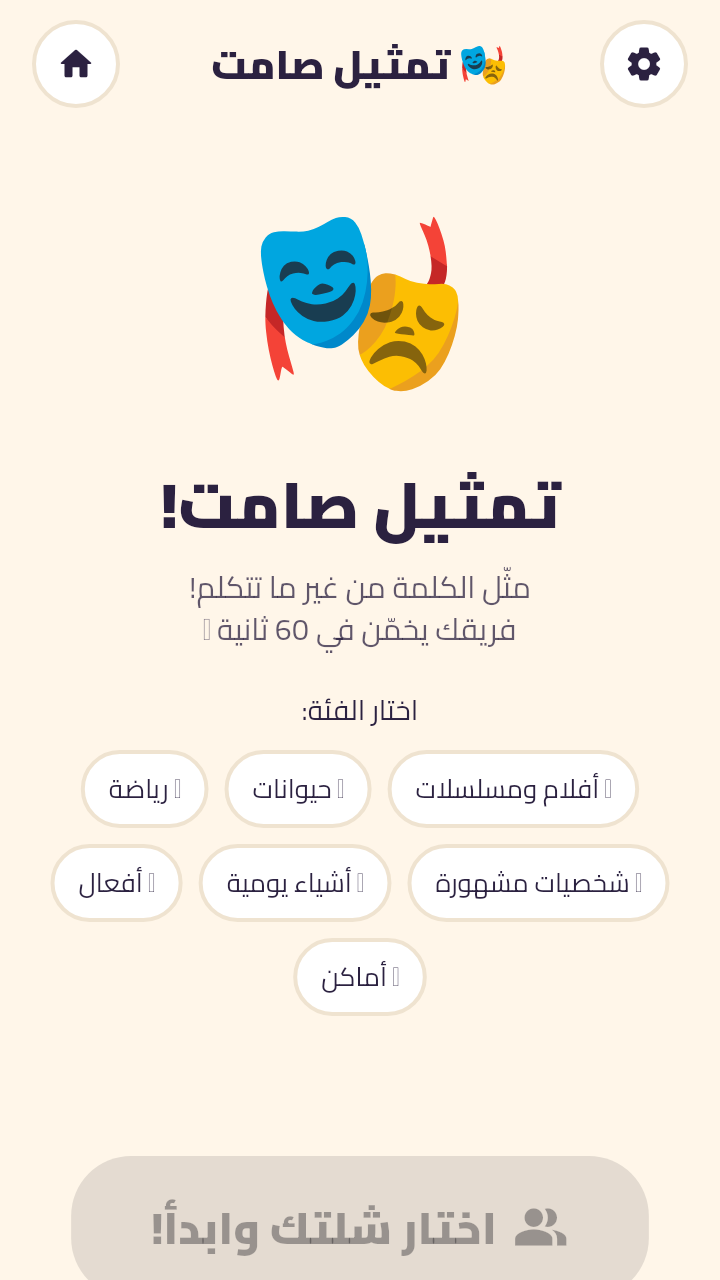 🎭 تمثيل صامت
تمثيل صامت!
مثّل الكلمة من غير ما تتكلم!
فريقك يخمّن في 60 ثانية
اختار الفئة:
أفلام ومسلسلات
حيوانات
رياضة
شخصيات مشهورة
أشياء يومية
أفعال
أماكن
اختار شلتك وابدأ!